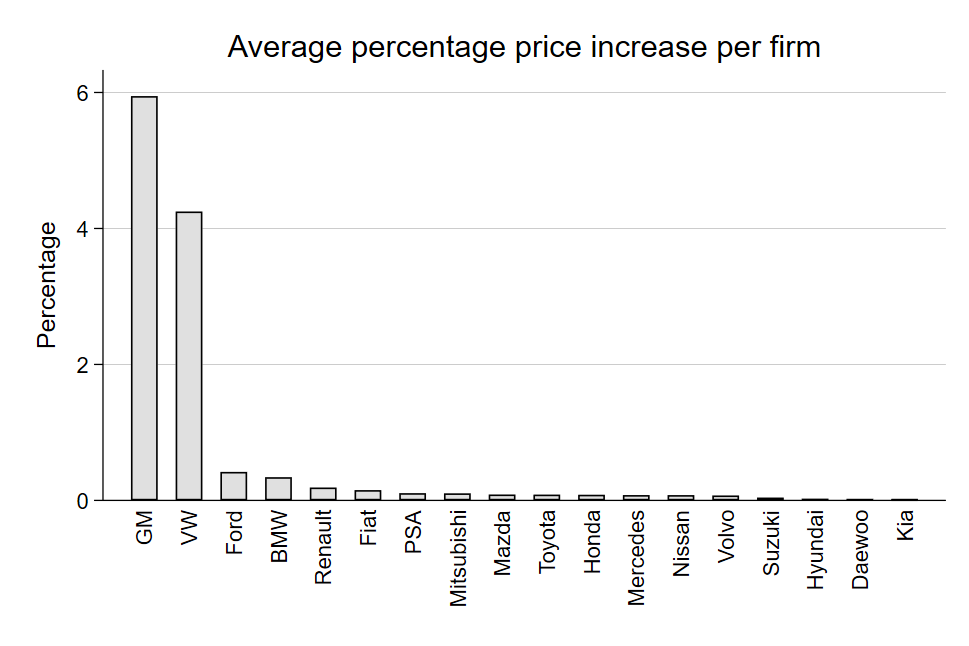 Average percentage price increase per firm
Percentage
6
4
2
0
GM
VW
Ford
BMW
Renault
Fiat
PSA
Mitsubishi
Mazda
Toyota
Honda
Mercedes
Nissan
Volvo
Suzuki
Hyundai
Daewoo
Kia